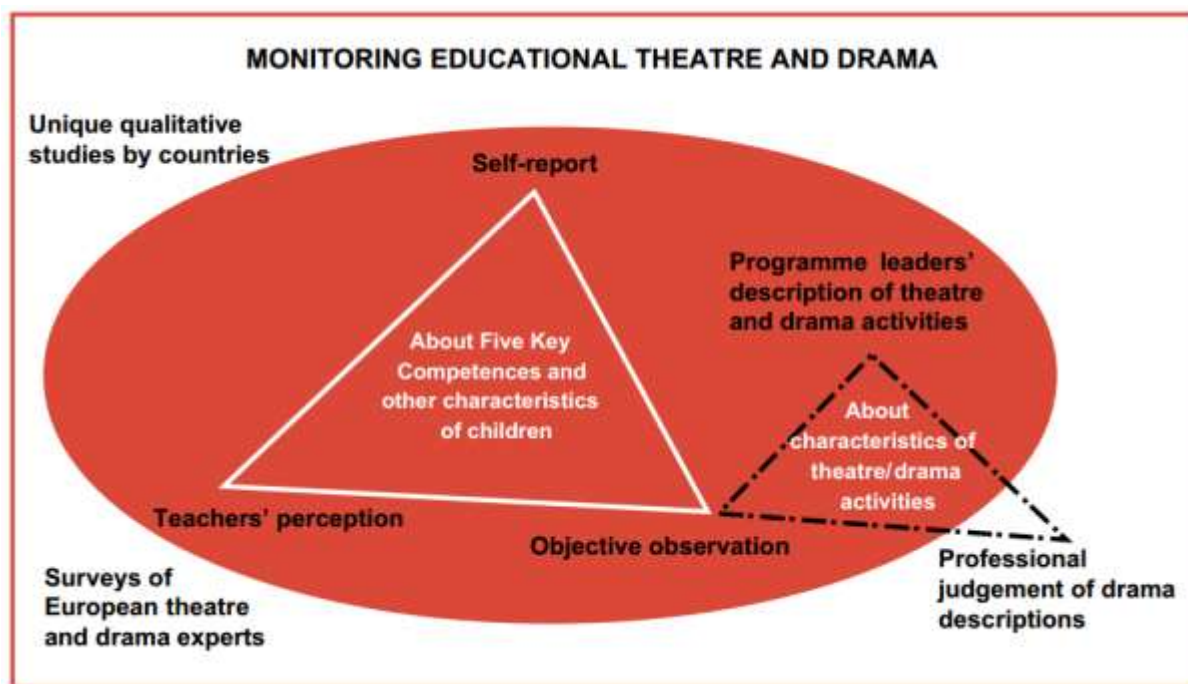 MONITORING EDUCATIONAL THEATRE AND DRAMA
Unique qualitative
studies by countries
Self-report
Programme leaders'
description of theatre
and drama activities
About Five Key
Competences and
other characteristics
of children
About
characteristics of
theatre/drama
activities
Teachers' perception
Objective observation
Professional
judgement of drama
descriptions
Surveys of
European theatre
and drama experts